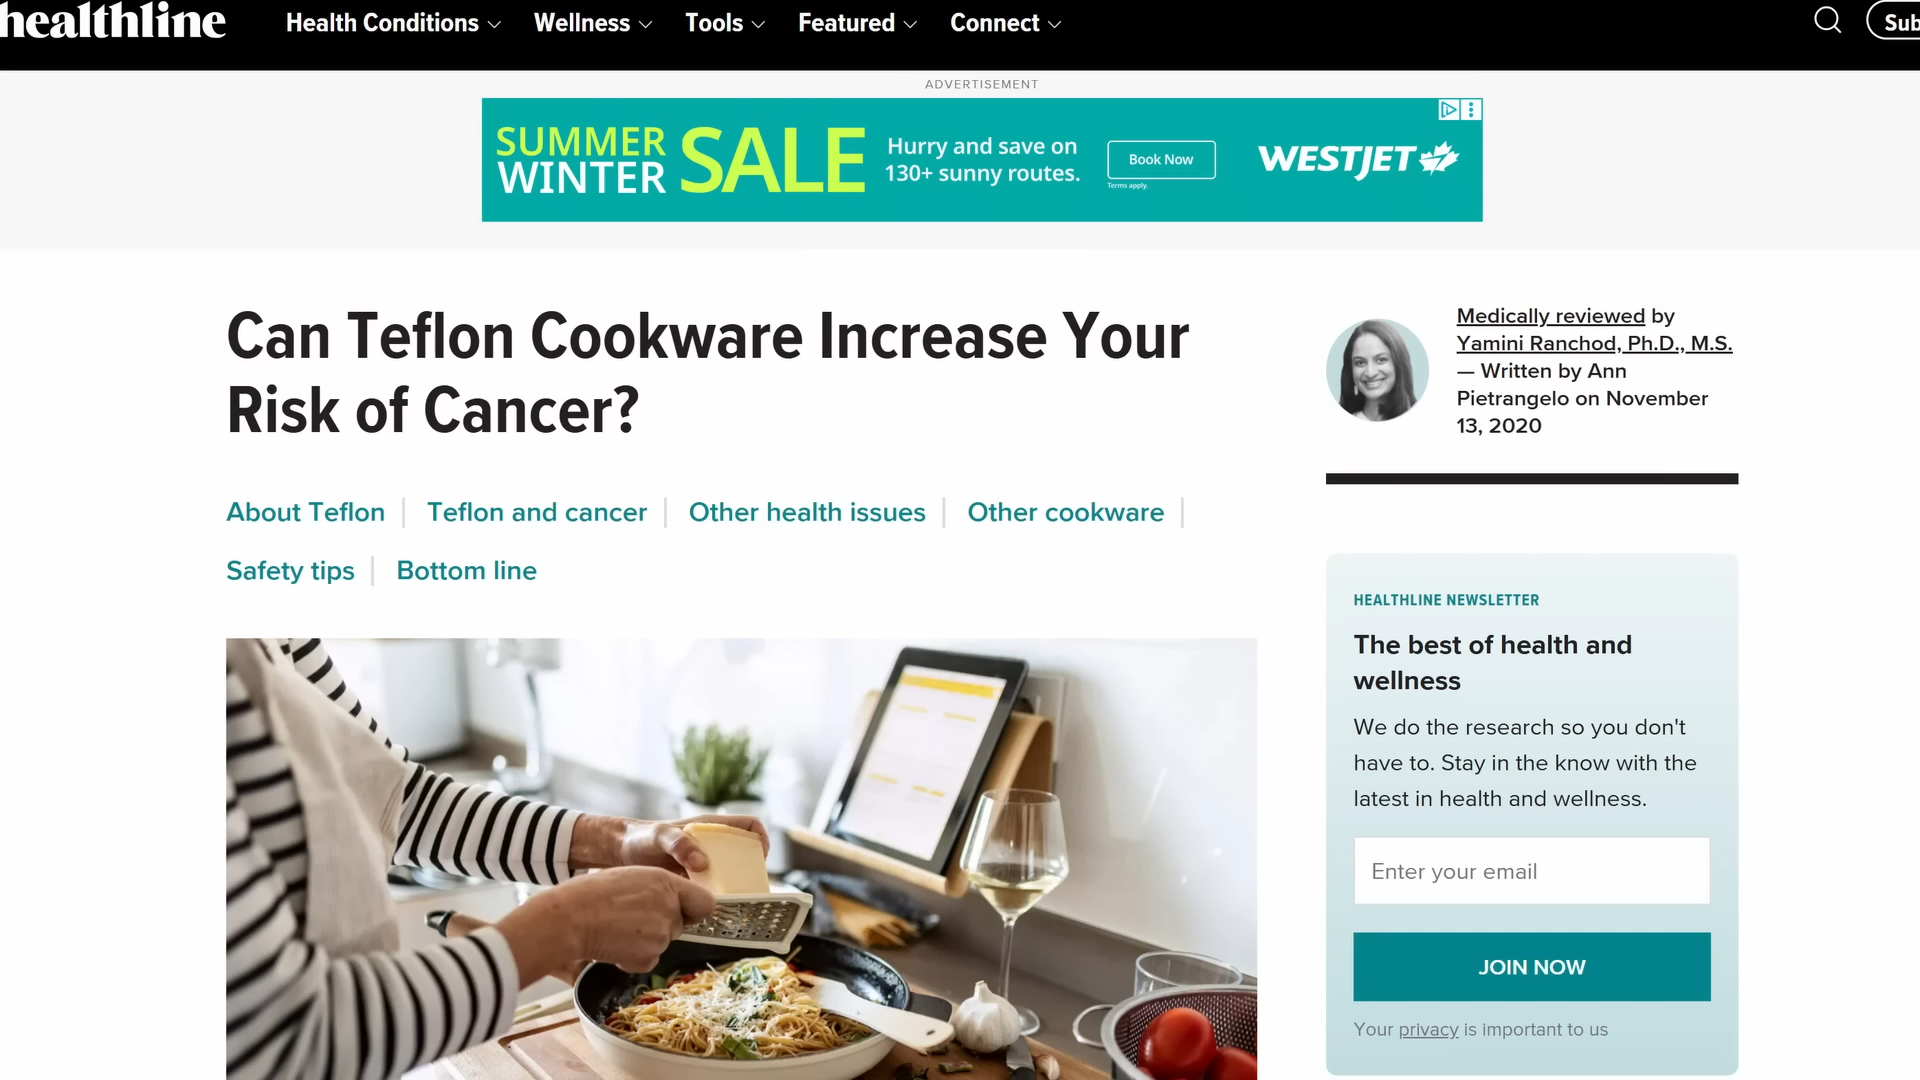 healthline
Health Conditions
Wellness
Tools
Featured
Connect
Sub
ADVERTISEMENT
SUMMER
WINTER
SALE
Hurry and save on
130+ sunny routes.
Book Now
Terms apply.
WESTJET
Can Teflon Cookware Increase Your
Risk of Cancer?
Medically reviewed by
Yamini Ranchod, Ph.D., M.S.
— Written by Ann
Pietrangelo on November
13, 2020
About Teflon
Teflon and cancer
Other health issues
Other cookware
Safety tips
Bottom line
HEALTHLINE NEWSLETTER
The best of health and
wellness
We do the research so you don't
have to. Stay in the know with the
latest in health and wellness.
Enter your email
JOIN NOW
Your privacy is important to us